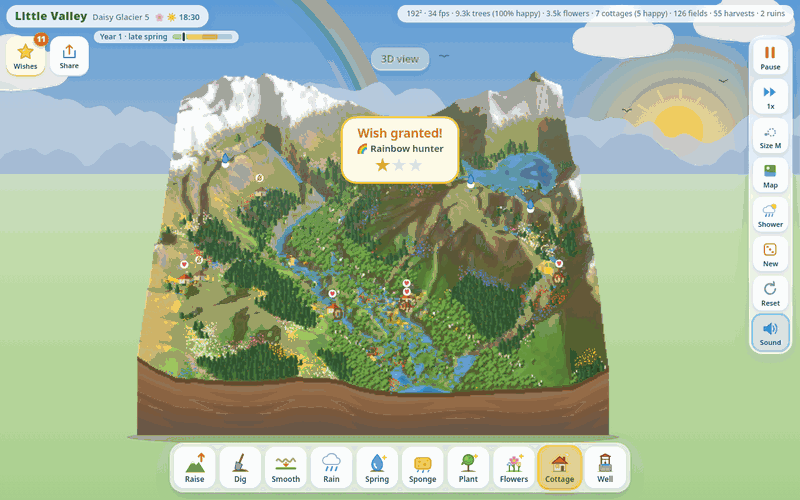 Little Valley Daisy Glacier 5 18:30
192² · 34 fps · 9.3k trees (100% happy) · 3.5k flowers · 7 cottages (5 happy) · 126 fields · 55 harvests · 2 ruins
Year 1 · late spring
11
Wishes
Share
3D view
Wish granted!
Rainbow hunter
Pause
1x
Size M
Map
Shower
New
Reset
Sound
Raise
Dig
Smooth
Rain
Spring
Sponge
Plant
Flowers
Cottage
Well